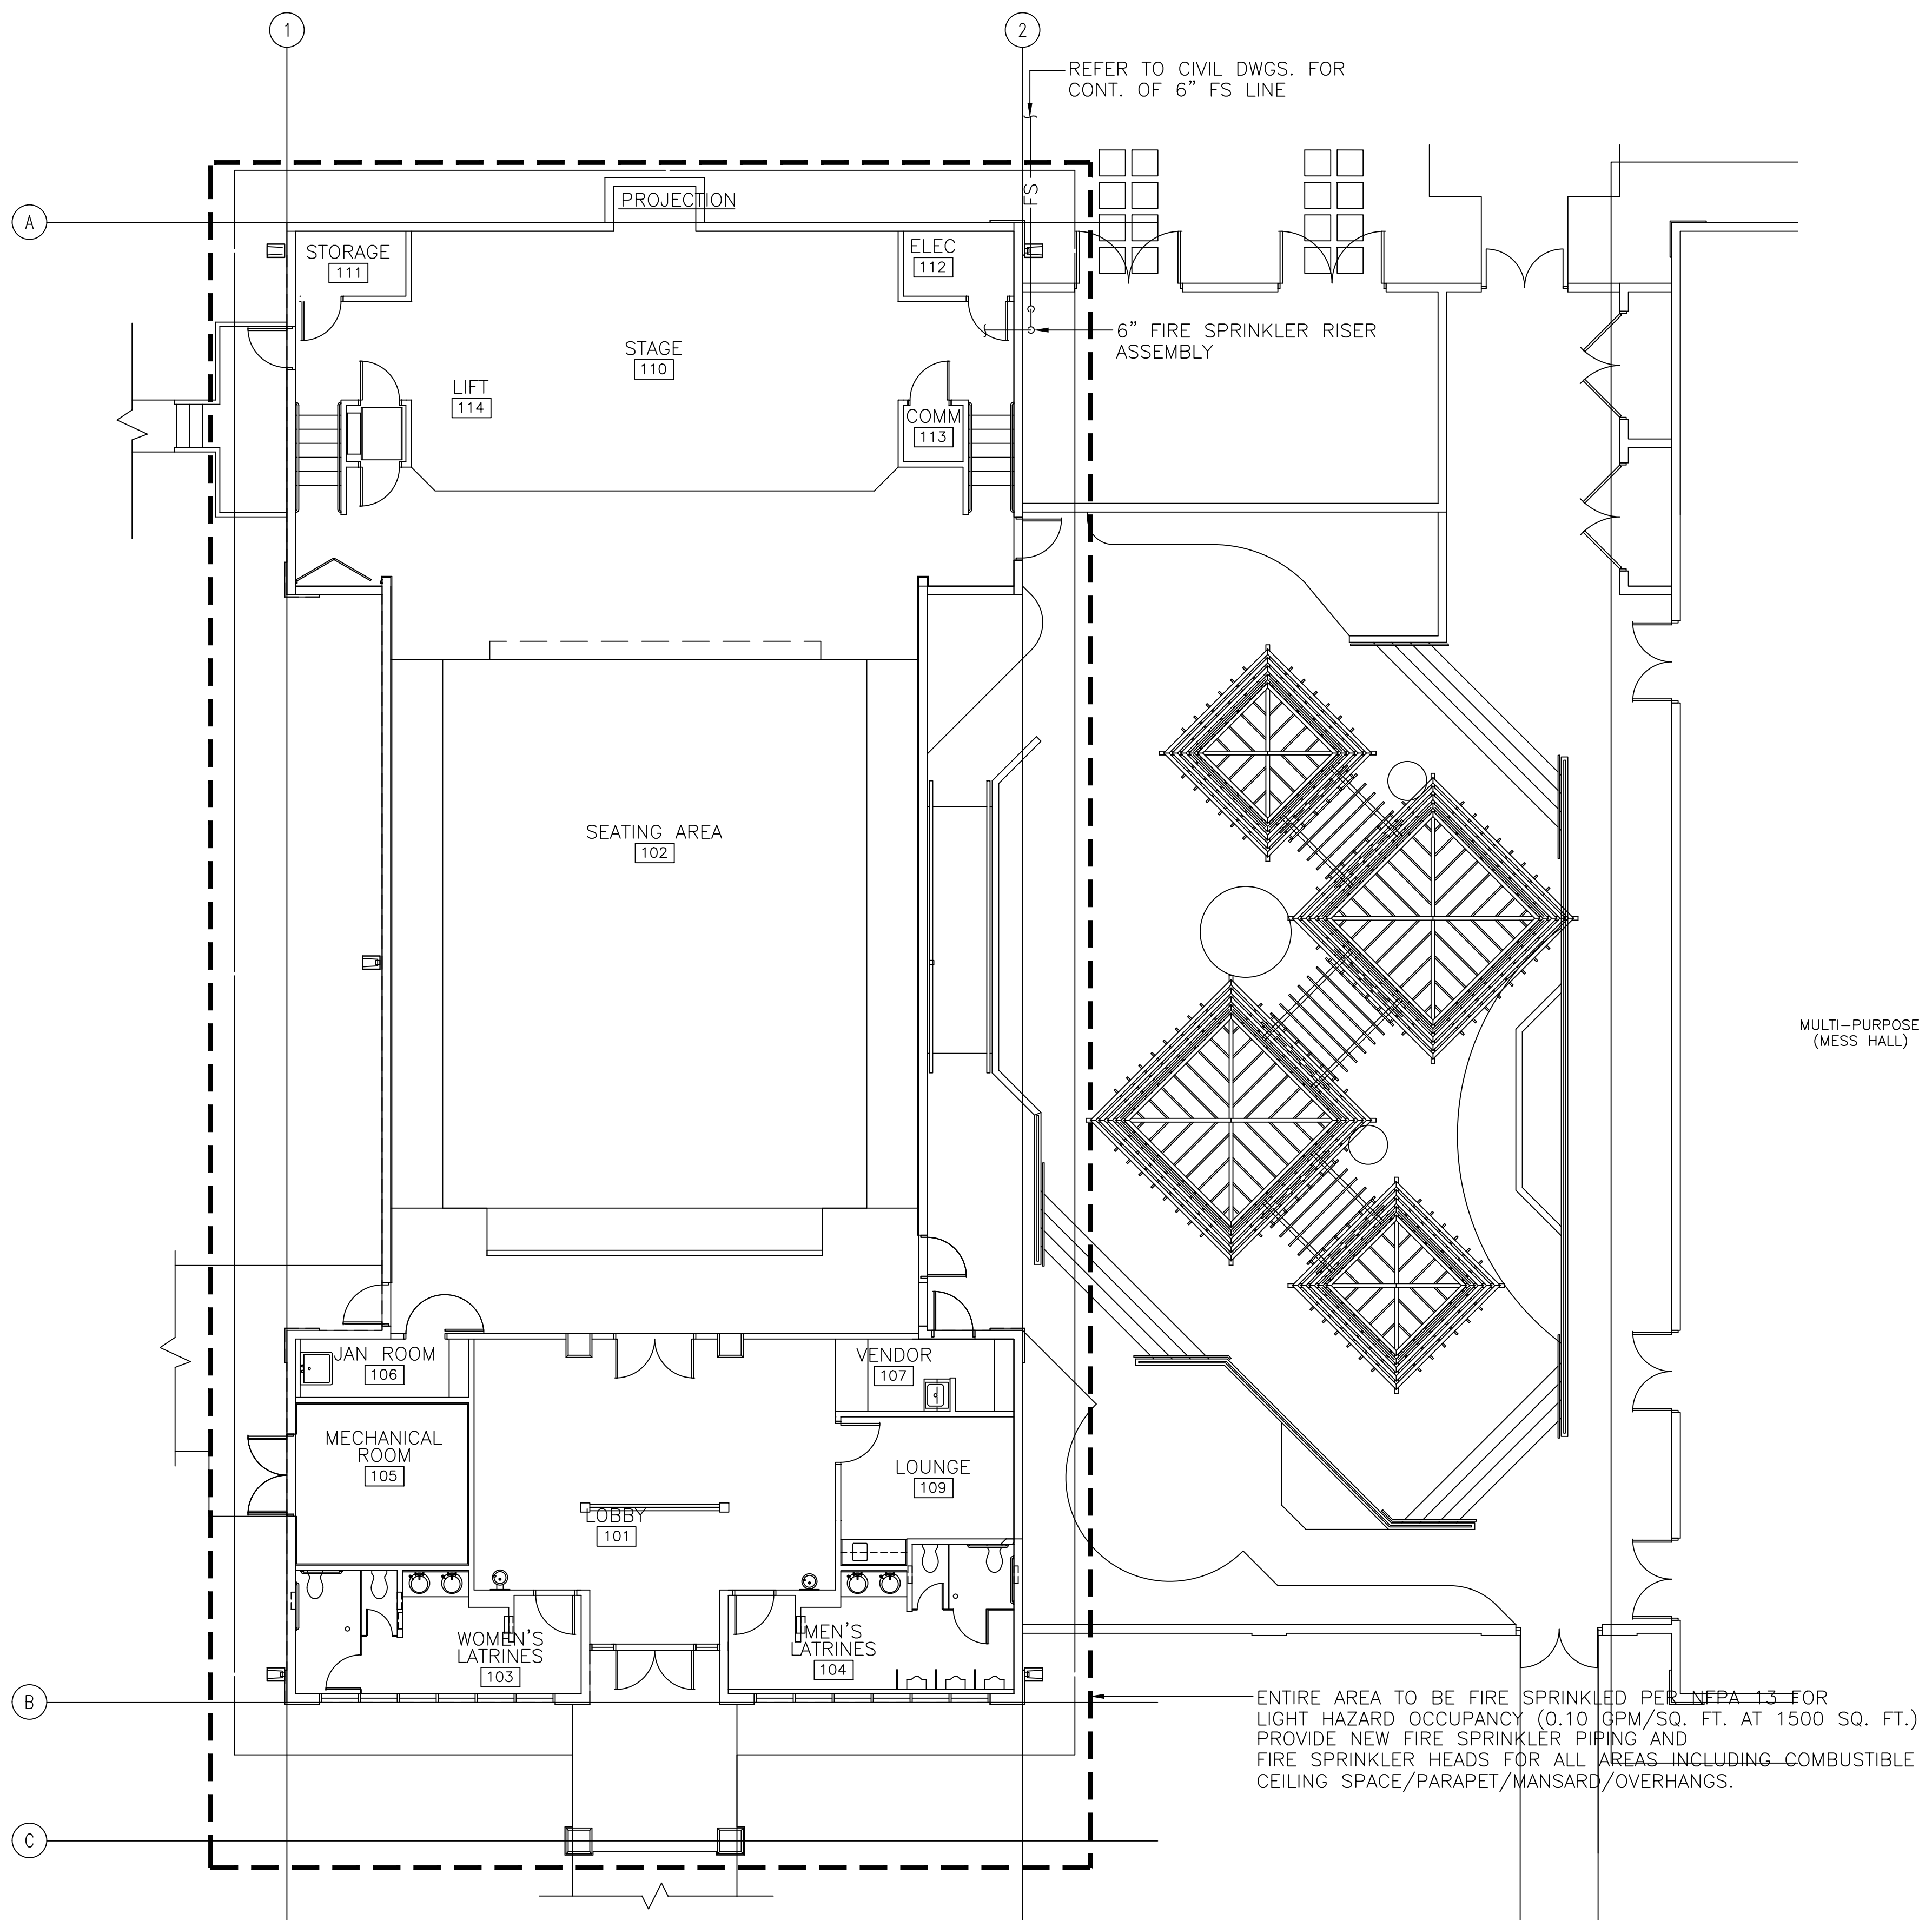 1
2
REFER TO CIVIL DWGS. FOR
CONT. OF 6” FS LINE
FS
PROJECTION
A
STORAGE
111
ELEC
112
6” FIRE SPRINKLER RISER
ASSEMBLY
STAGE
110
LIFT
114
COMM
113
SEATING AREA
102
MULTI-PURPOSE
(MESS HALL)
JAN ROOM
106
VENDOR
107
MECHANICAL
ROOM
105
LOUNGE
109
LOBBY
101
WOMEN'S
LATRINES
103
MEN'S
LATRINES
104
B
ENTIRE AREA TO BE FIRE SPRINKLED PER NFPA 13 FOR
LIGHT HAZARD OCCUPANCY (0.10 GPM/SQ. FT. AT 1500 SQ. FT.)
PROVIDE NEW FIRE SPRINKLER PIPING AND
FIRE SPRINKLER HEADS FOR ALL AREAS INCLUDING COMBUSTIBLE
CEILING SPACE/PARAPET/MANSARD/OVERHANGS.
C